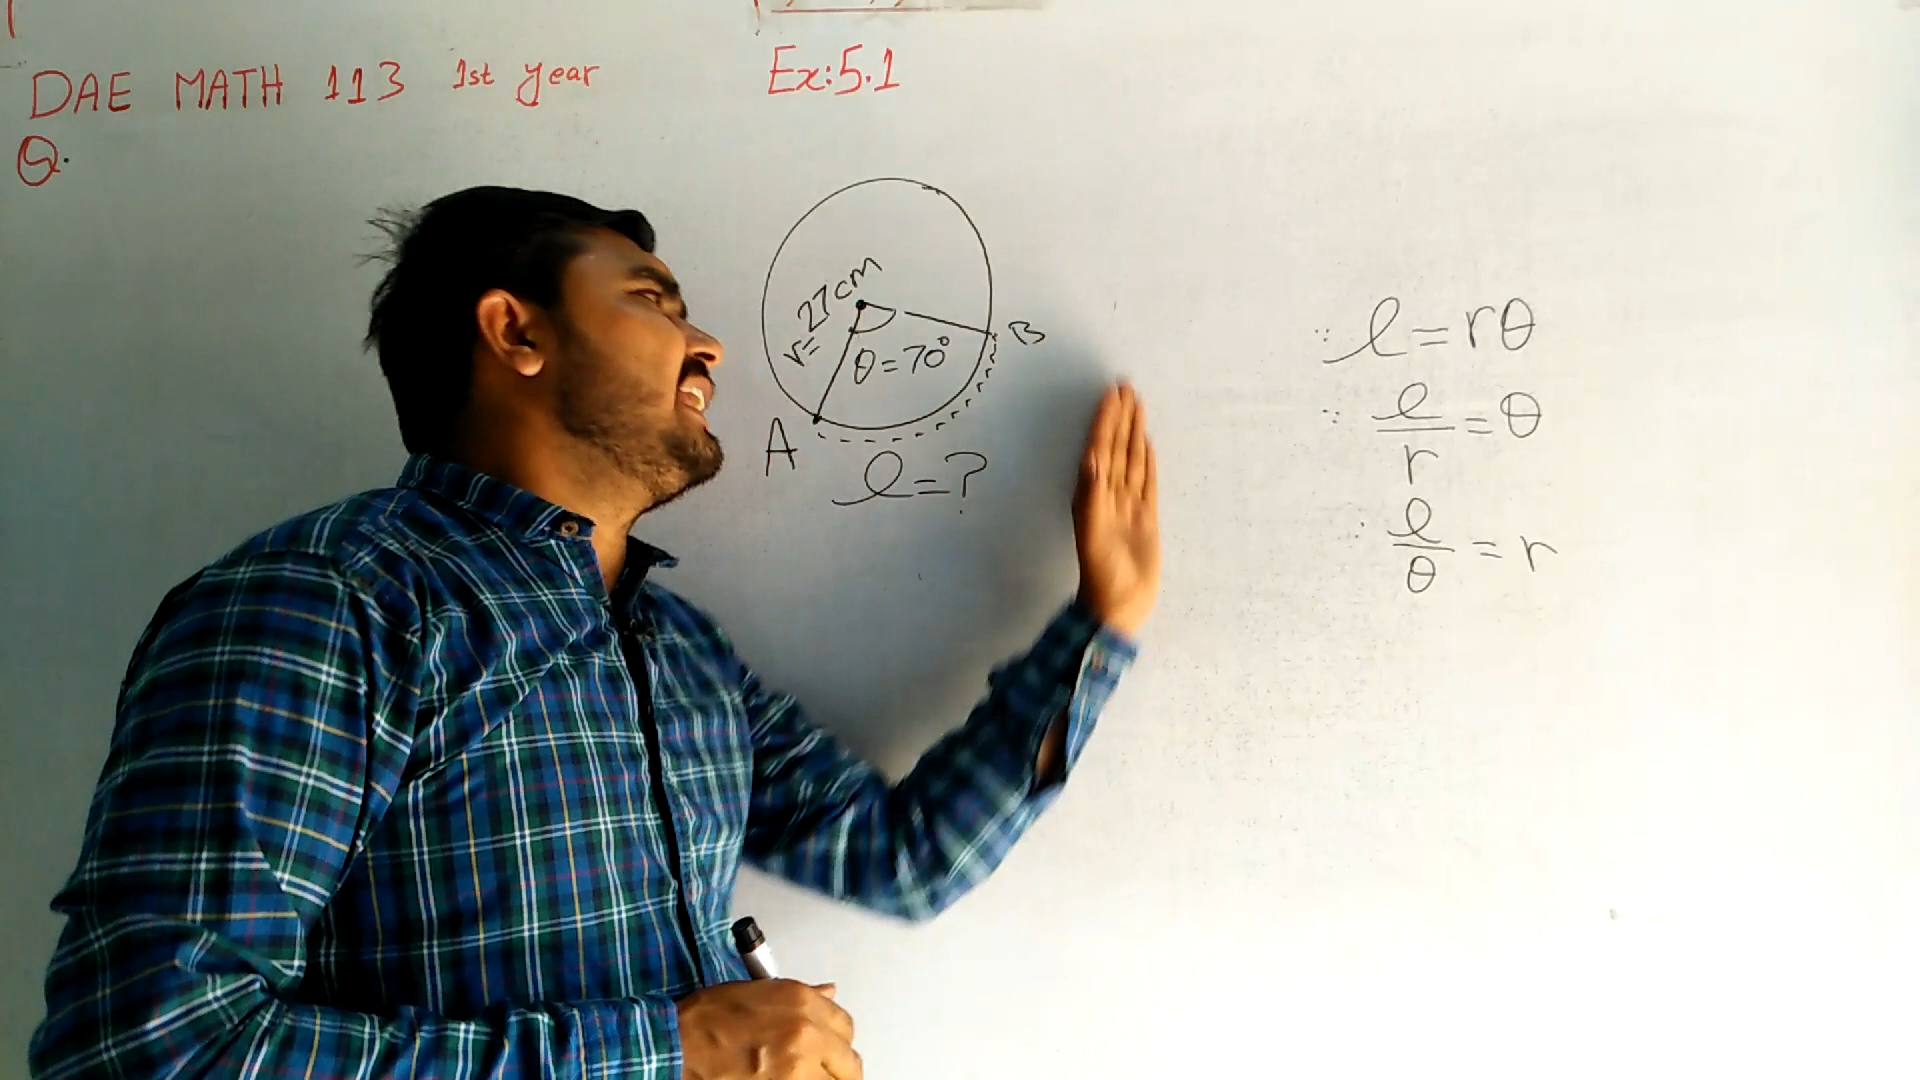 DAE MATH 113 1st year Ex:5.1
Q.
r= 27cm
θ=70°
B
A
l=?
∵ l=rθ
∵ l/r=θ
l/θ=r